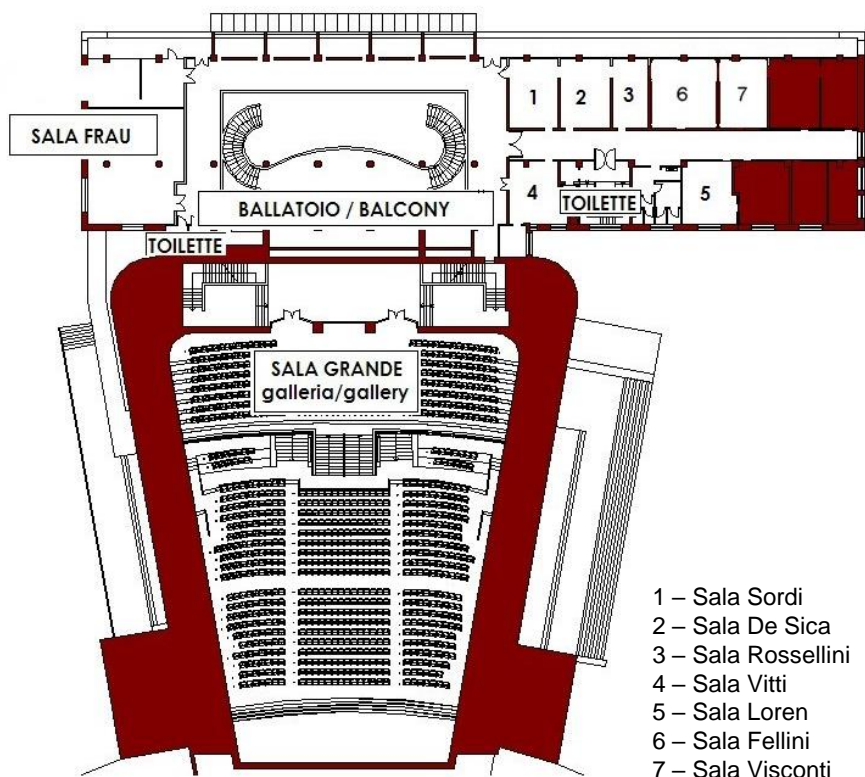 1
2
3
6
7
SALA FRAU
4
TOILETTE
5
BALLATOIO / BALCONY
TOILETTE
SALA GRANDE
galleria/gallery
1 – Sala Sordi
2 – Sala De Sica
3 – Sala Rossellini
4 – Sala Vitti
5 – Sala Loren
6 – Sala Fellini
7 – Sala Visconti